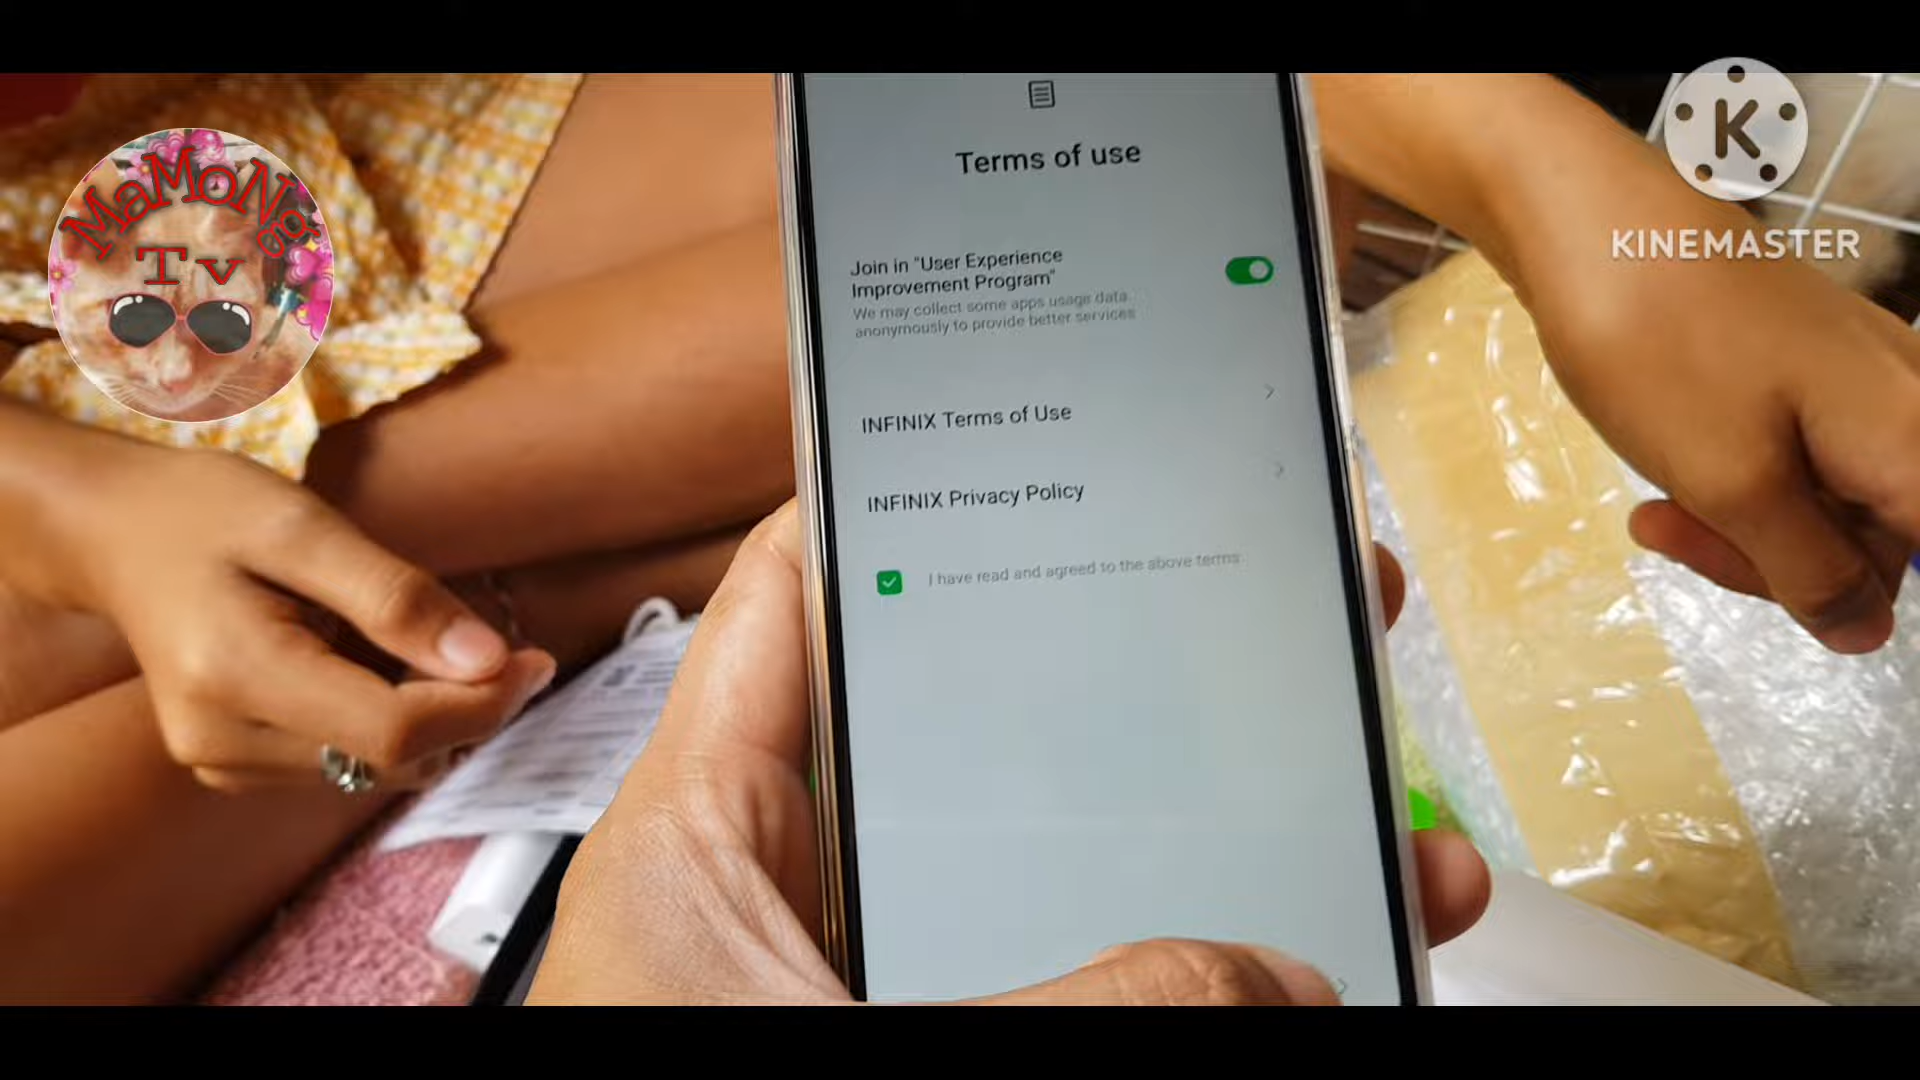 MaMoNg
Tv
K
KINEMASTER
Terms of use
Join in "User Experience
Improvement Program"
We may collect some apps usage data
anonymously to provide better services
INFINIX Terms of Use
INFINIX Privacy Policy
I have read and agreed to the above terms